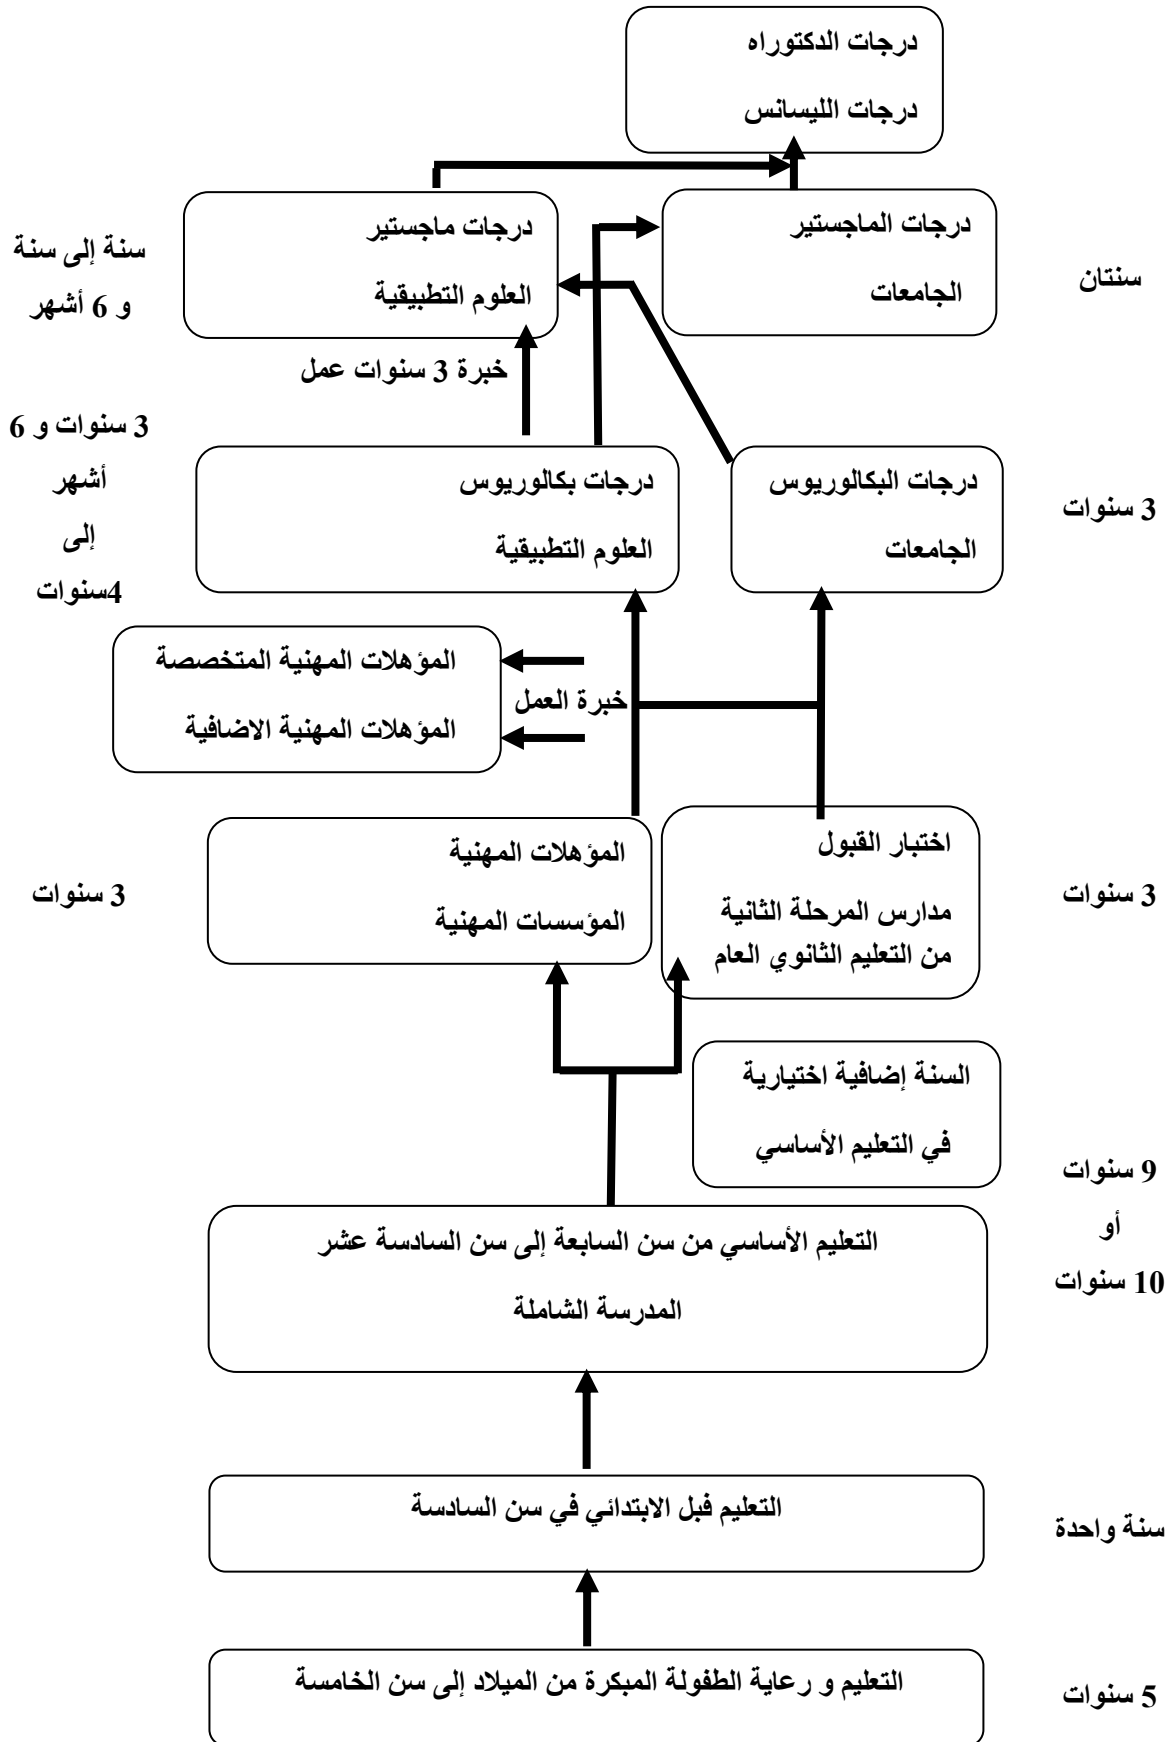 درجات الدكتوراه
درجات الليسانس
درجات الماجستير
الجامعات
سنتان
درجات ماجستير
العلوم التطبيقية
سنة إلى سنة
و 6 أشهر
خبرة 3 سنوات عمل
درجات البكالوريوس
الجامعات
3 سنوات
درجات بكالوريوس
العلوم التطبيقية
3 سنوات و 6
أشهر
إلى
4سنوات
المؤهلات المهنية المتخصصة
المؤهلات المهنية الاضافية
خبرة العمل
اختبار القبول
مدارس المرحلة الثانية
من التعليم الثانوي العام
3 سنوات
المؤهلات المهنية
المؤسسات المهنية
3 سنوات
السنة إضافية اختيارية
في التعليم الأساسي
9 سنوات
أو
10 سنوات
التعليم الأساسي من سن السابعة إلى سن السادسة عشر
المدرسة الشاملة
التعليم فبل الابتدائي في سن السادسة
سنة واحدة
التعليم و رعاية الطفولة المبكرة من الميلاد إلى سن الخامسة
5 سنوات